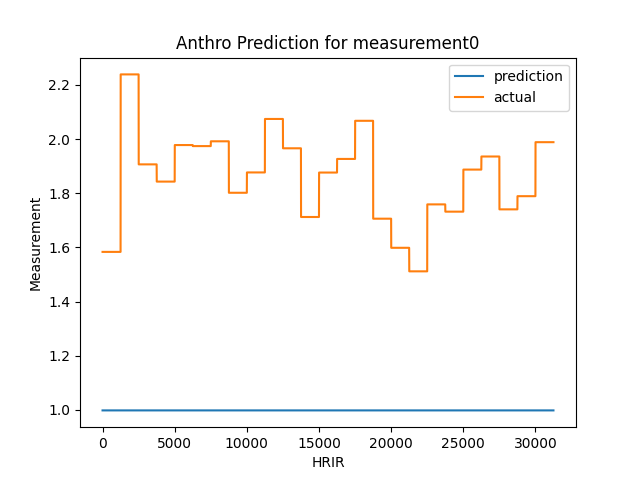 Anthro Prediction for measurement0
prediction
actual
Measurement
2.2
2.0
1.8
1.6
1.4
1.2
1.0
0
5000
10000
15000
20000
25000
30000
HRIR